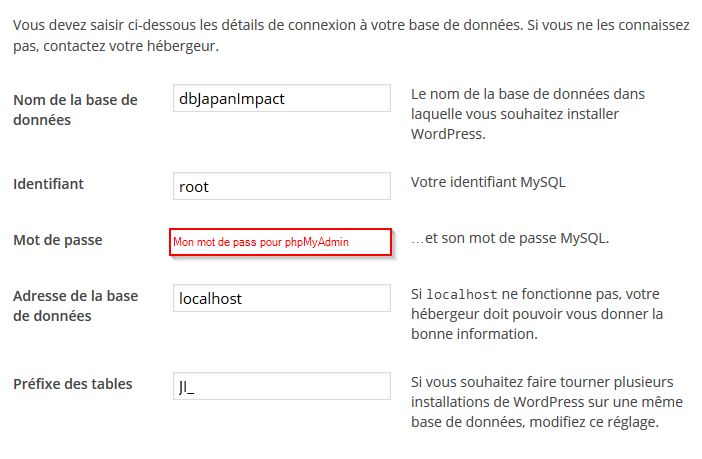 Vous devez saisir ci-dessous les détails de connexion à votre base de données. Si vous ne les connaissez
pas, contactez votre hébergeur.
Nom de la base de
données
dbJapanImpact
Le nom de la base de données dans
laquelle vous souhaitez installer
WordPress.
Identifiant
root
Votre identifiant MySQL
Mot de passe
Mon mot de pass pour phpMyAdmin
…et son mot de passe MySQL.
Adresse de la base
de données
localhost
Si localhost ne fonctionne pas, votre
hébergeur doit pouvoir vous donner la
bonne information.
Préfixe des tables
JI_
Si vous souhaitez faire tourner plusieurs
installations de WordPress sur une même
base de données, modifiez ce réglage.